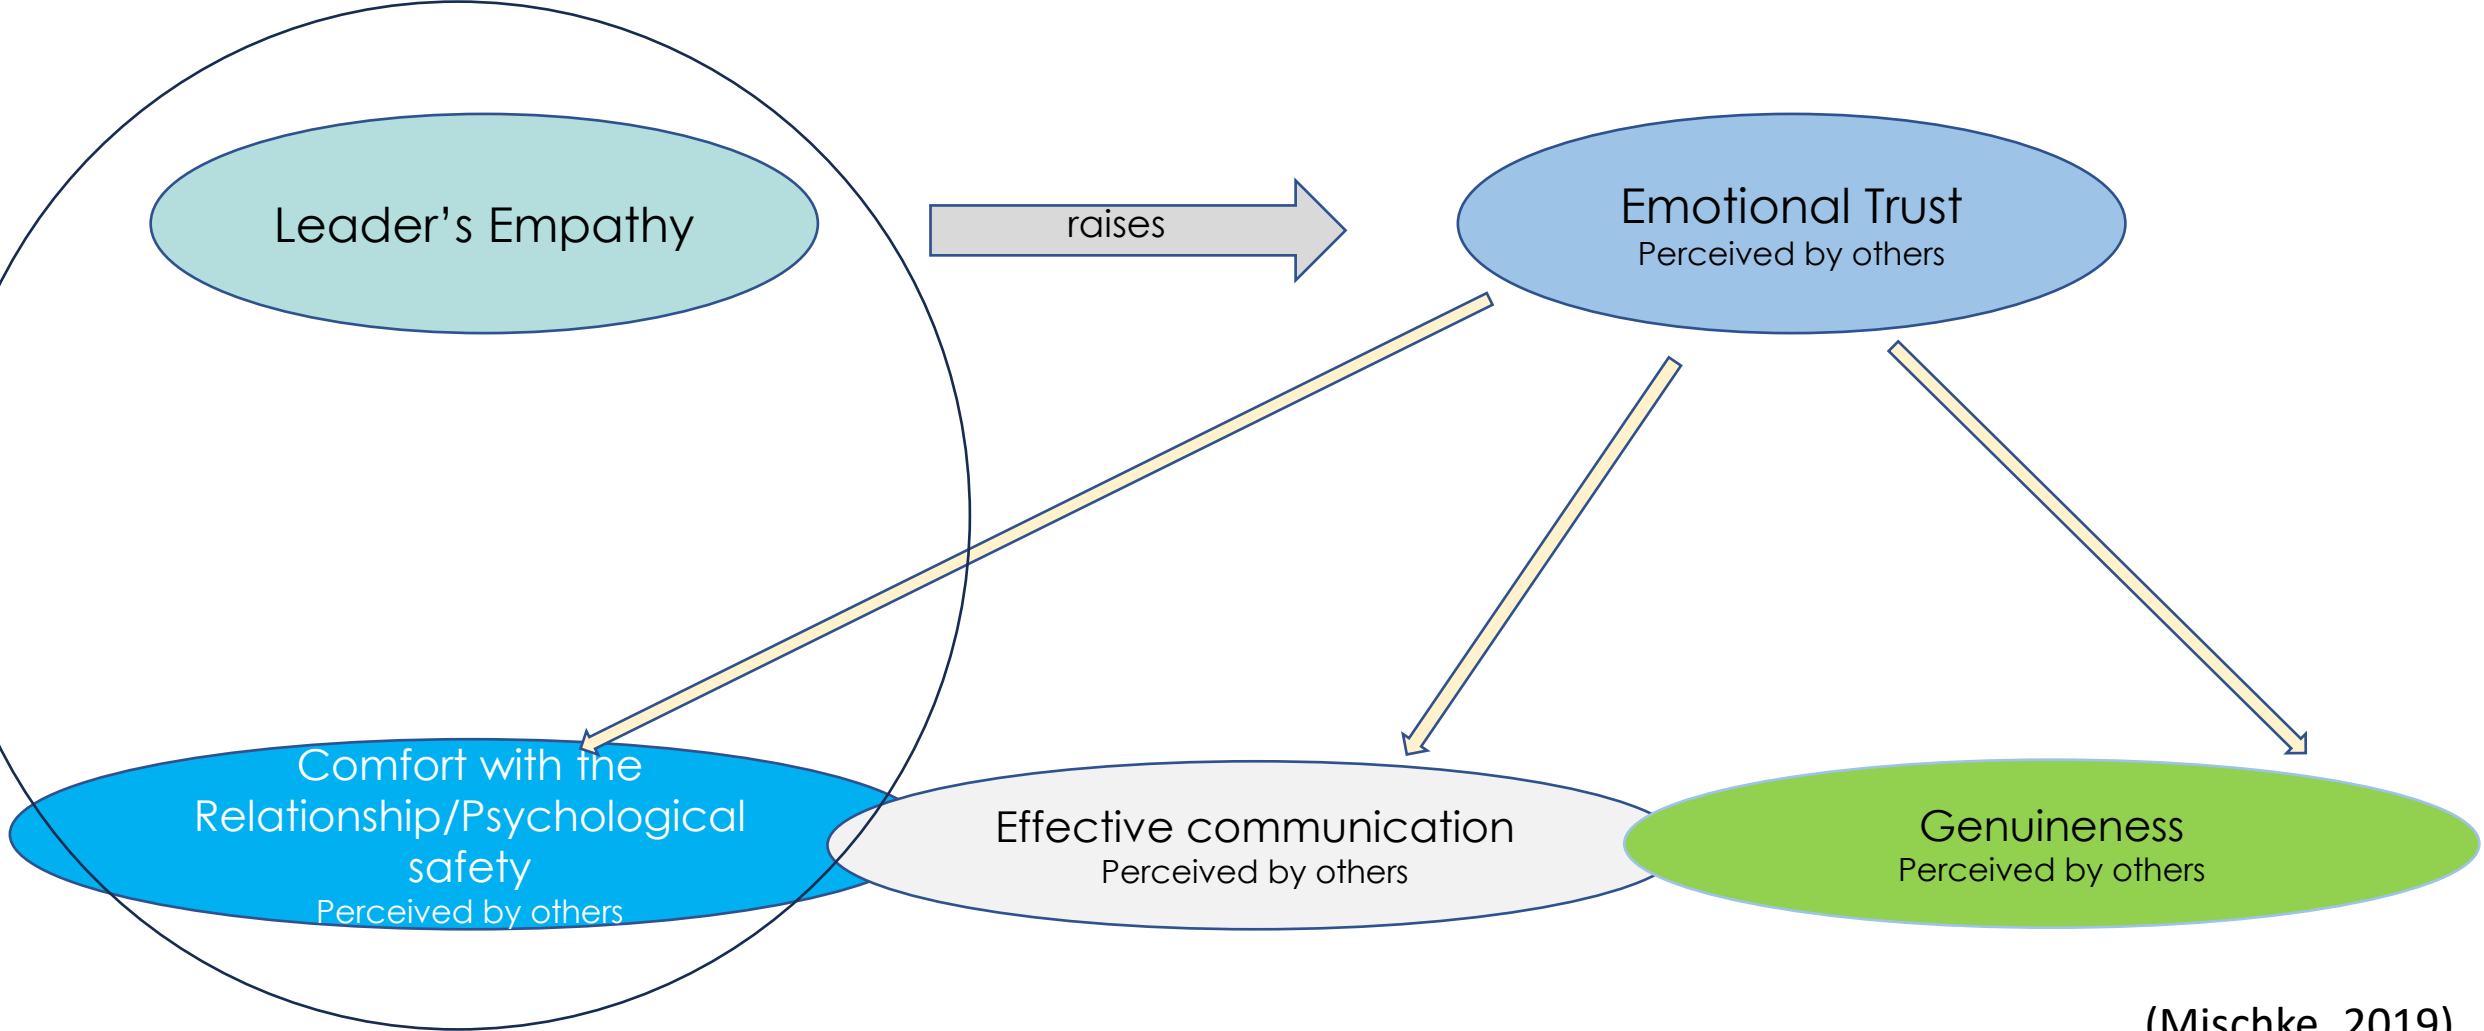 Leader’s Empathy
raises
Emotional Trust
Perceived by others
Comfort with the
Relationship/Psychological
safety
Perceived by others
Effective communication
Perceived by others
Genuineness
Perceived by others
(Mischke, 2019)